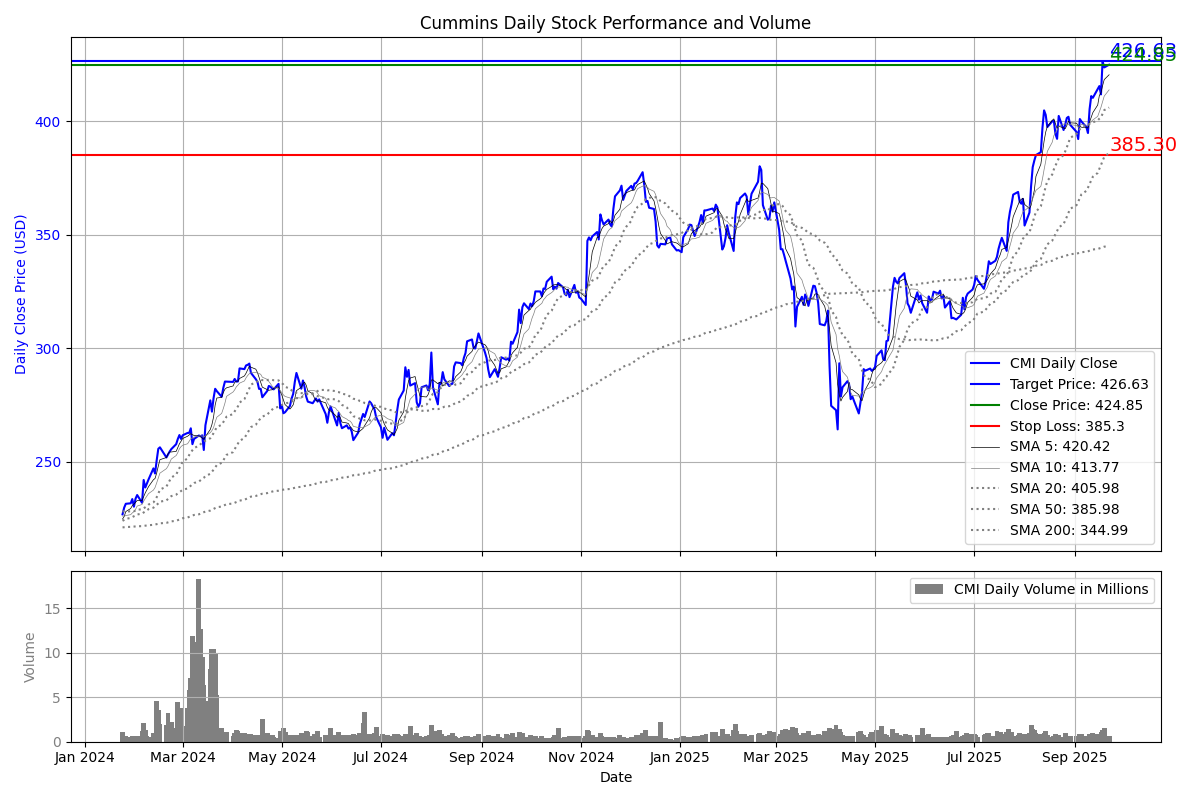 Cummins Daily Stock Performance and Volume
426.63
424.85
400
385.30
350
300
250
Daily Close Price (USD)
CMI Daily Close
Target Price: 426.63
Close Price: 424.85
Stop Loss: 385.3
SMA 5: 420.42
SMA 10: 413.77
SMA 20: 405.98
SMA 50: 385.98
SMA 200: 344.99
CMI Daily Volume in Millions
15
10
5
0
Volume
Jan 2024 Mar 2024 May 2024 Jul 2024 Sep 2024 Nov 2024 Jan 2025 Mar 2025 May 2025 Jul 2025 Sep 2025
Date